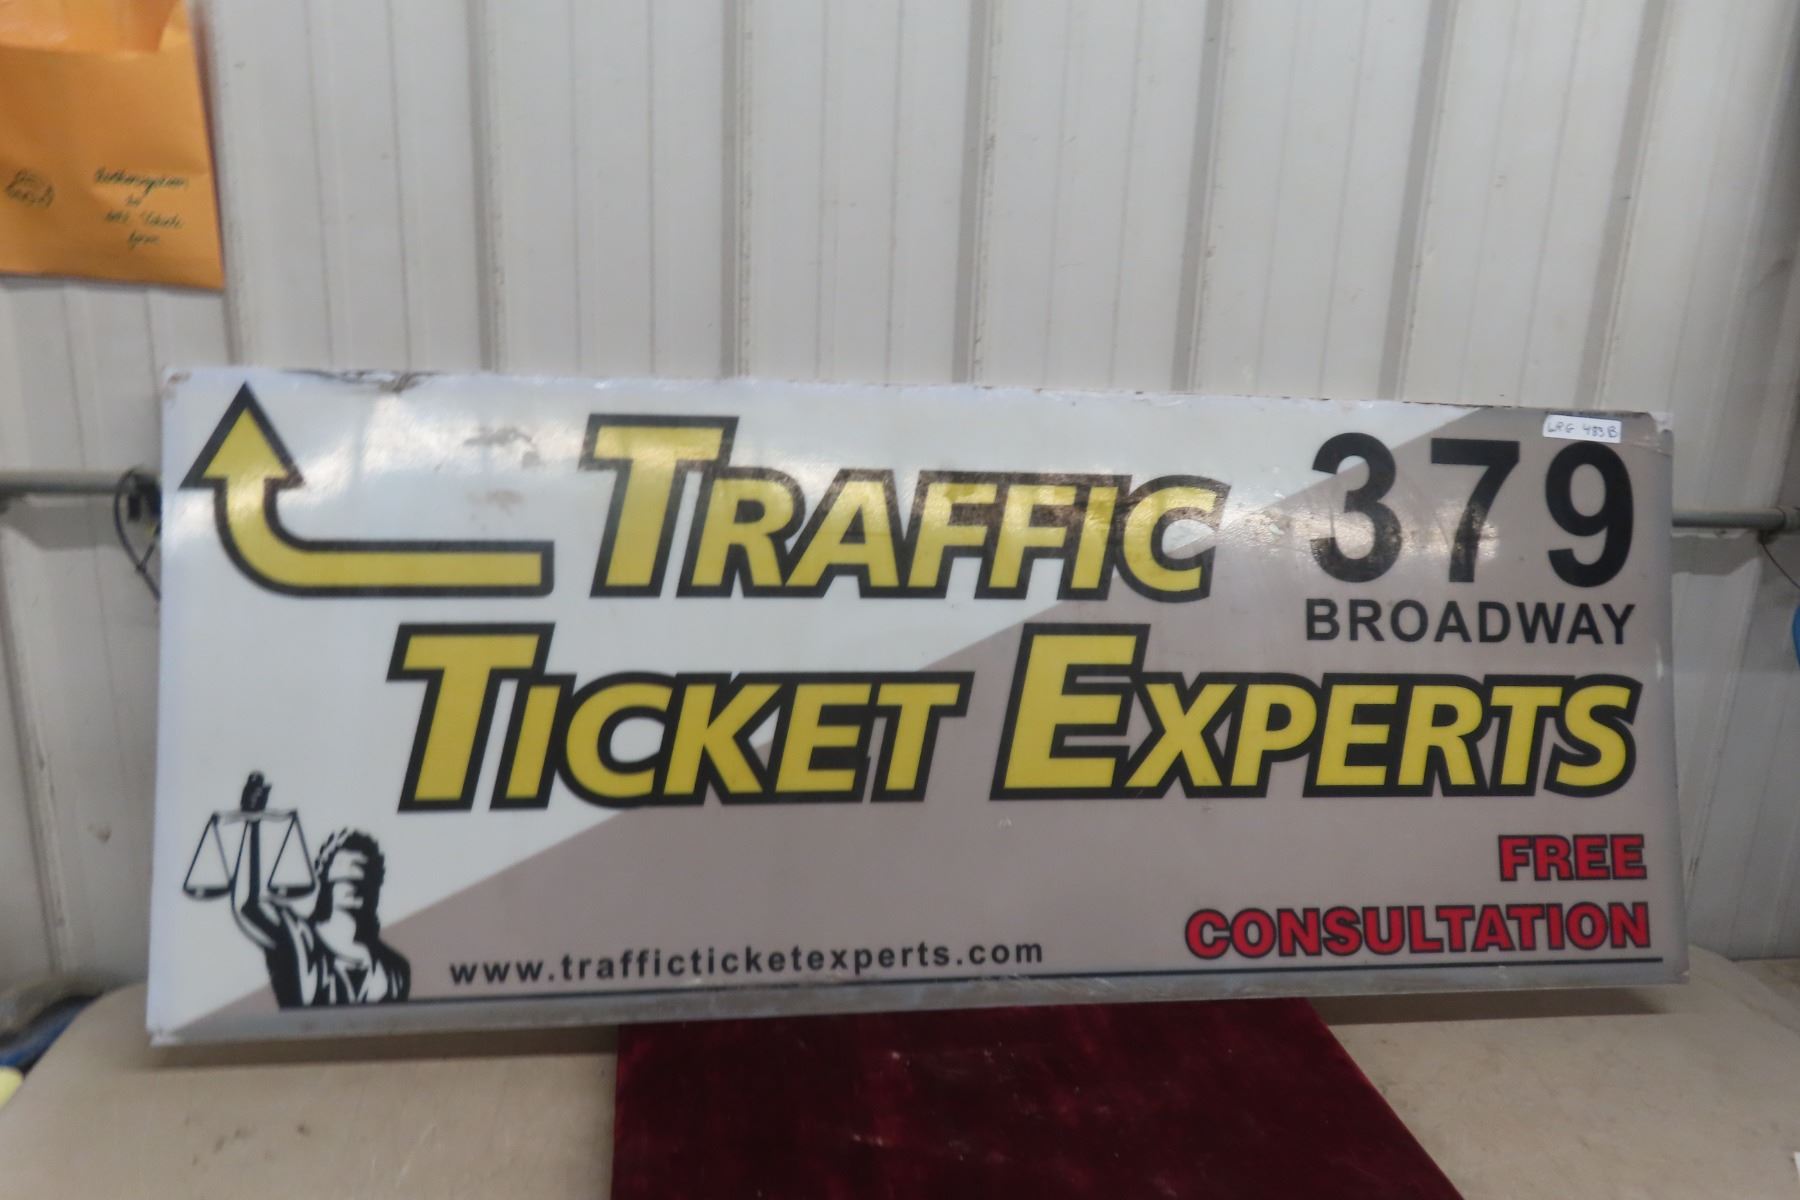 TRAFFIC
379
BROADWAY
TICKET EXPERTS
FREE
CONSULTATION
www.trafficticketexperts.com